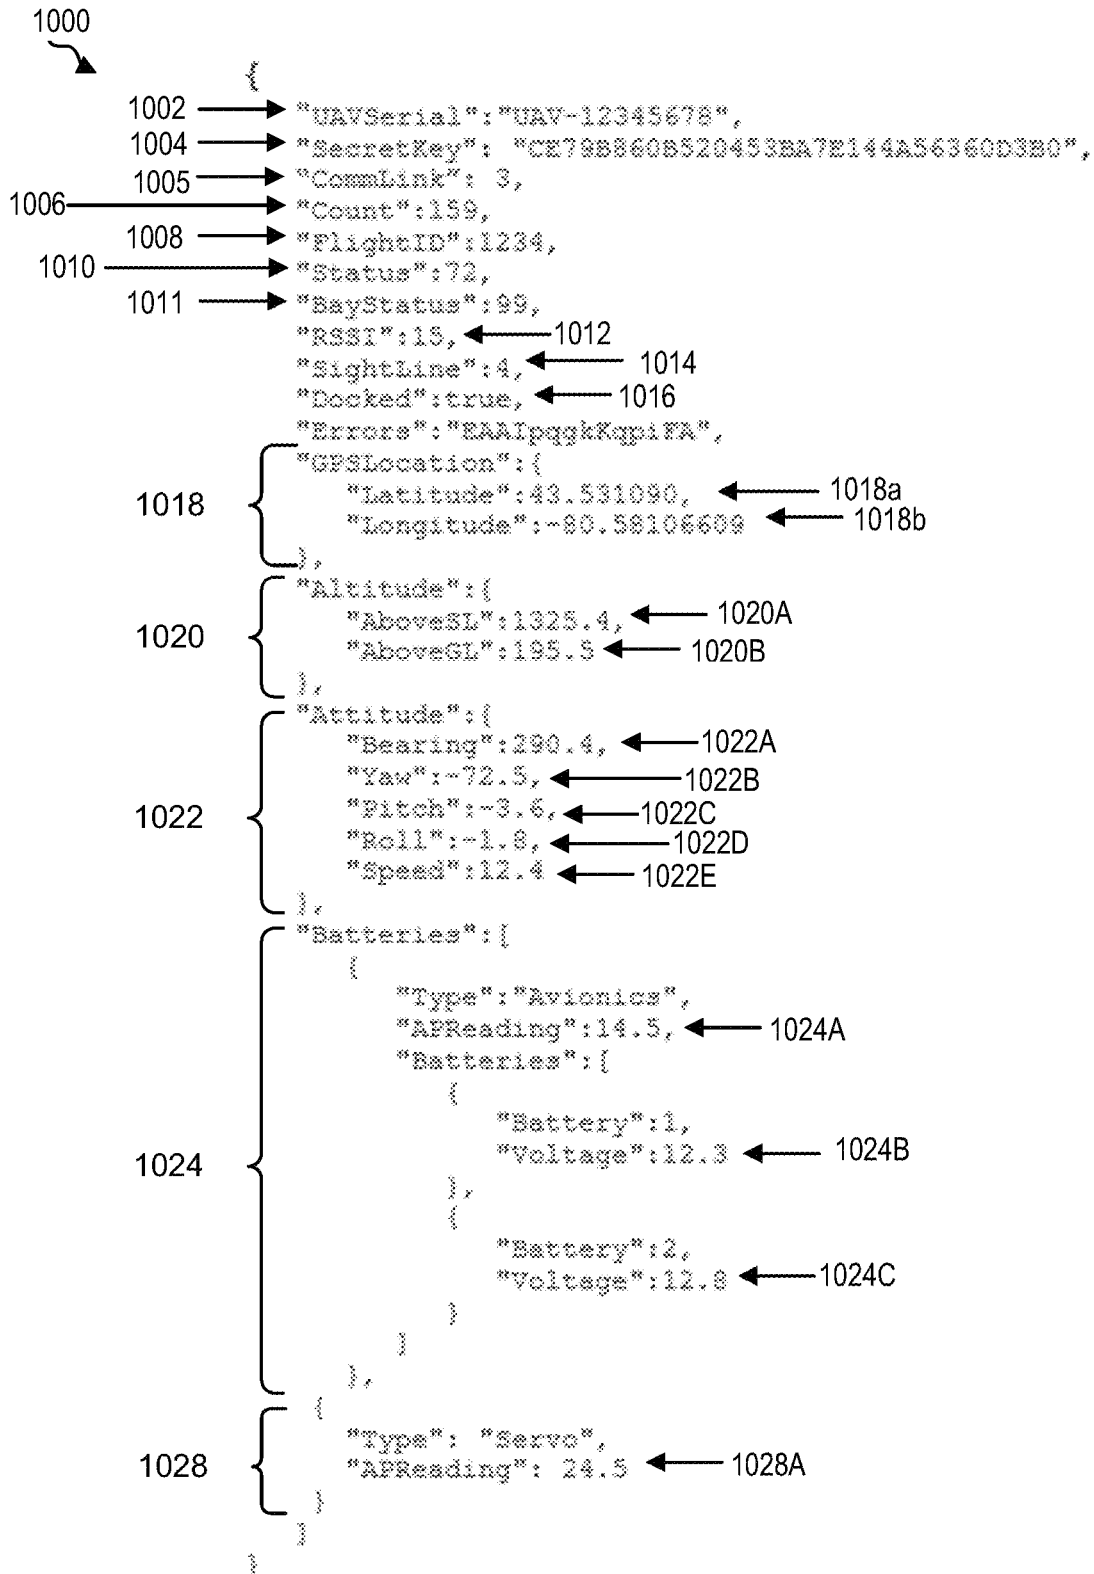 1000
{
1002 "UAVSerial":"UAV-12345678",
1004 "SecretKey": "CE79B860B520453BA7E144A56360D3B0",
1005 "CommLink": 3,
1006 "Count":159,
1008 "FlightID":1234,
1010 "Status":72,
1011 "BayStatus":99,
"RSSI":15, 1012
"SightLine":4, 1014
"Docked":true, 1016
"Errors":"EAAIpqgkKqpiFA",
1018 "GPSLocation":{
"Latitude":43.531090, 1018a
"Longitude":-80.58106609 1018b
},
1020 "Altitude":{
"AboveSL":1325.4, 1020A
"AboveGL":195.5 1020B
},
1022 "Attitude":{
"Bearing":290.4, 1022A
"Yaw":-72.5, 1022B
"Pitch":-3.6, 1022C
"Roll":-1.8, 1022D
"Speed":12.4 1022E
},
1024 "Batteries":[
{
"Type":"Avionics",
"APReading":14.5, 1024A
"Batteries":[
{
"Battery":1,
"Voltage":12.3 1024B
},
{
"Battery":2,
"Voltage":12.8 1024C
}
]
},
1028 {
"Type": "Servo",
"APReading": 24.5 1028A
}
]
}